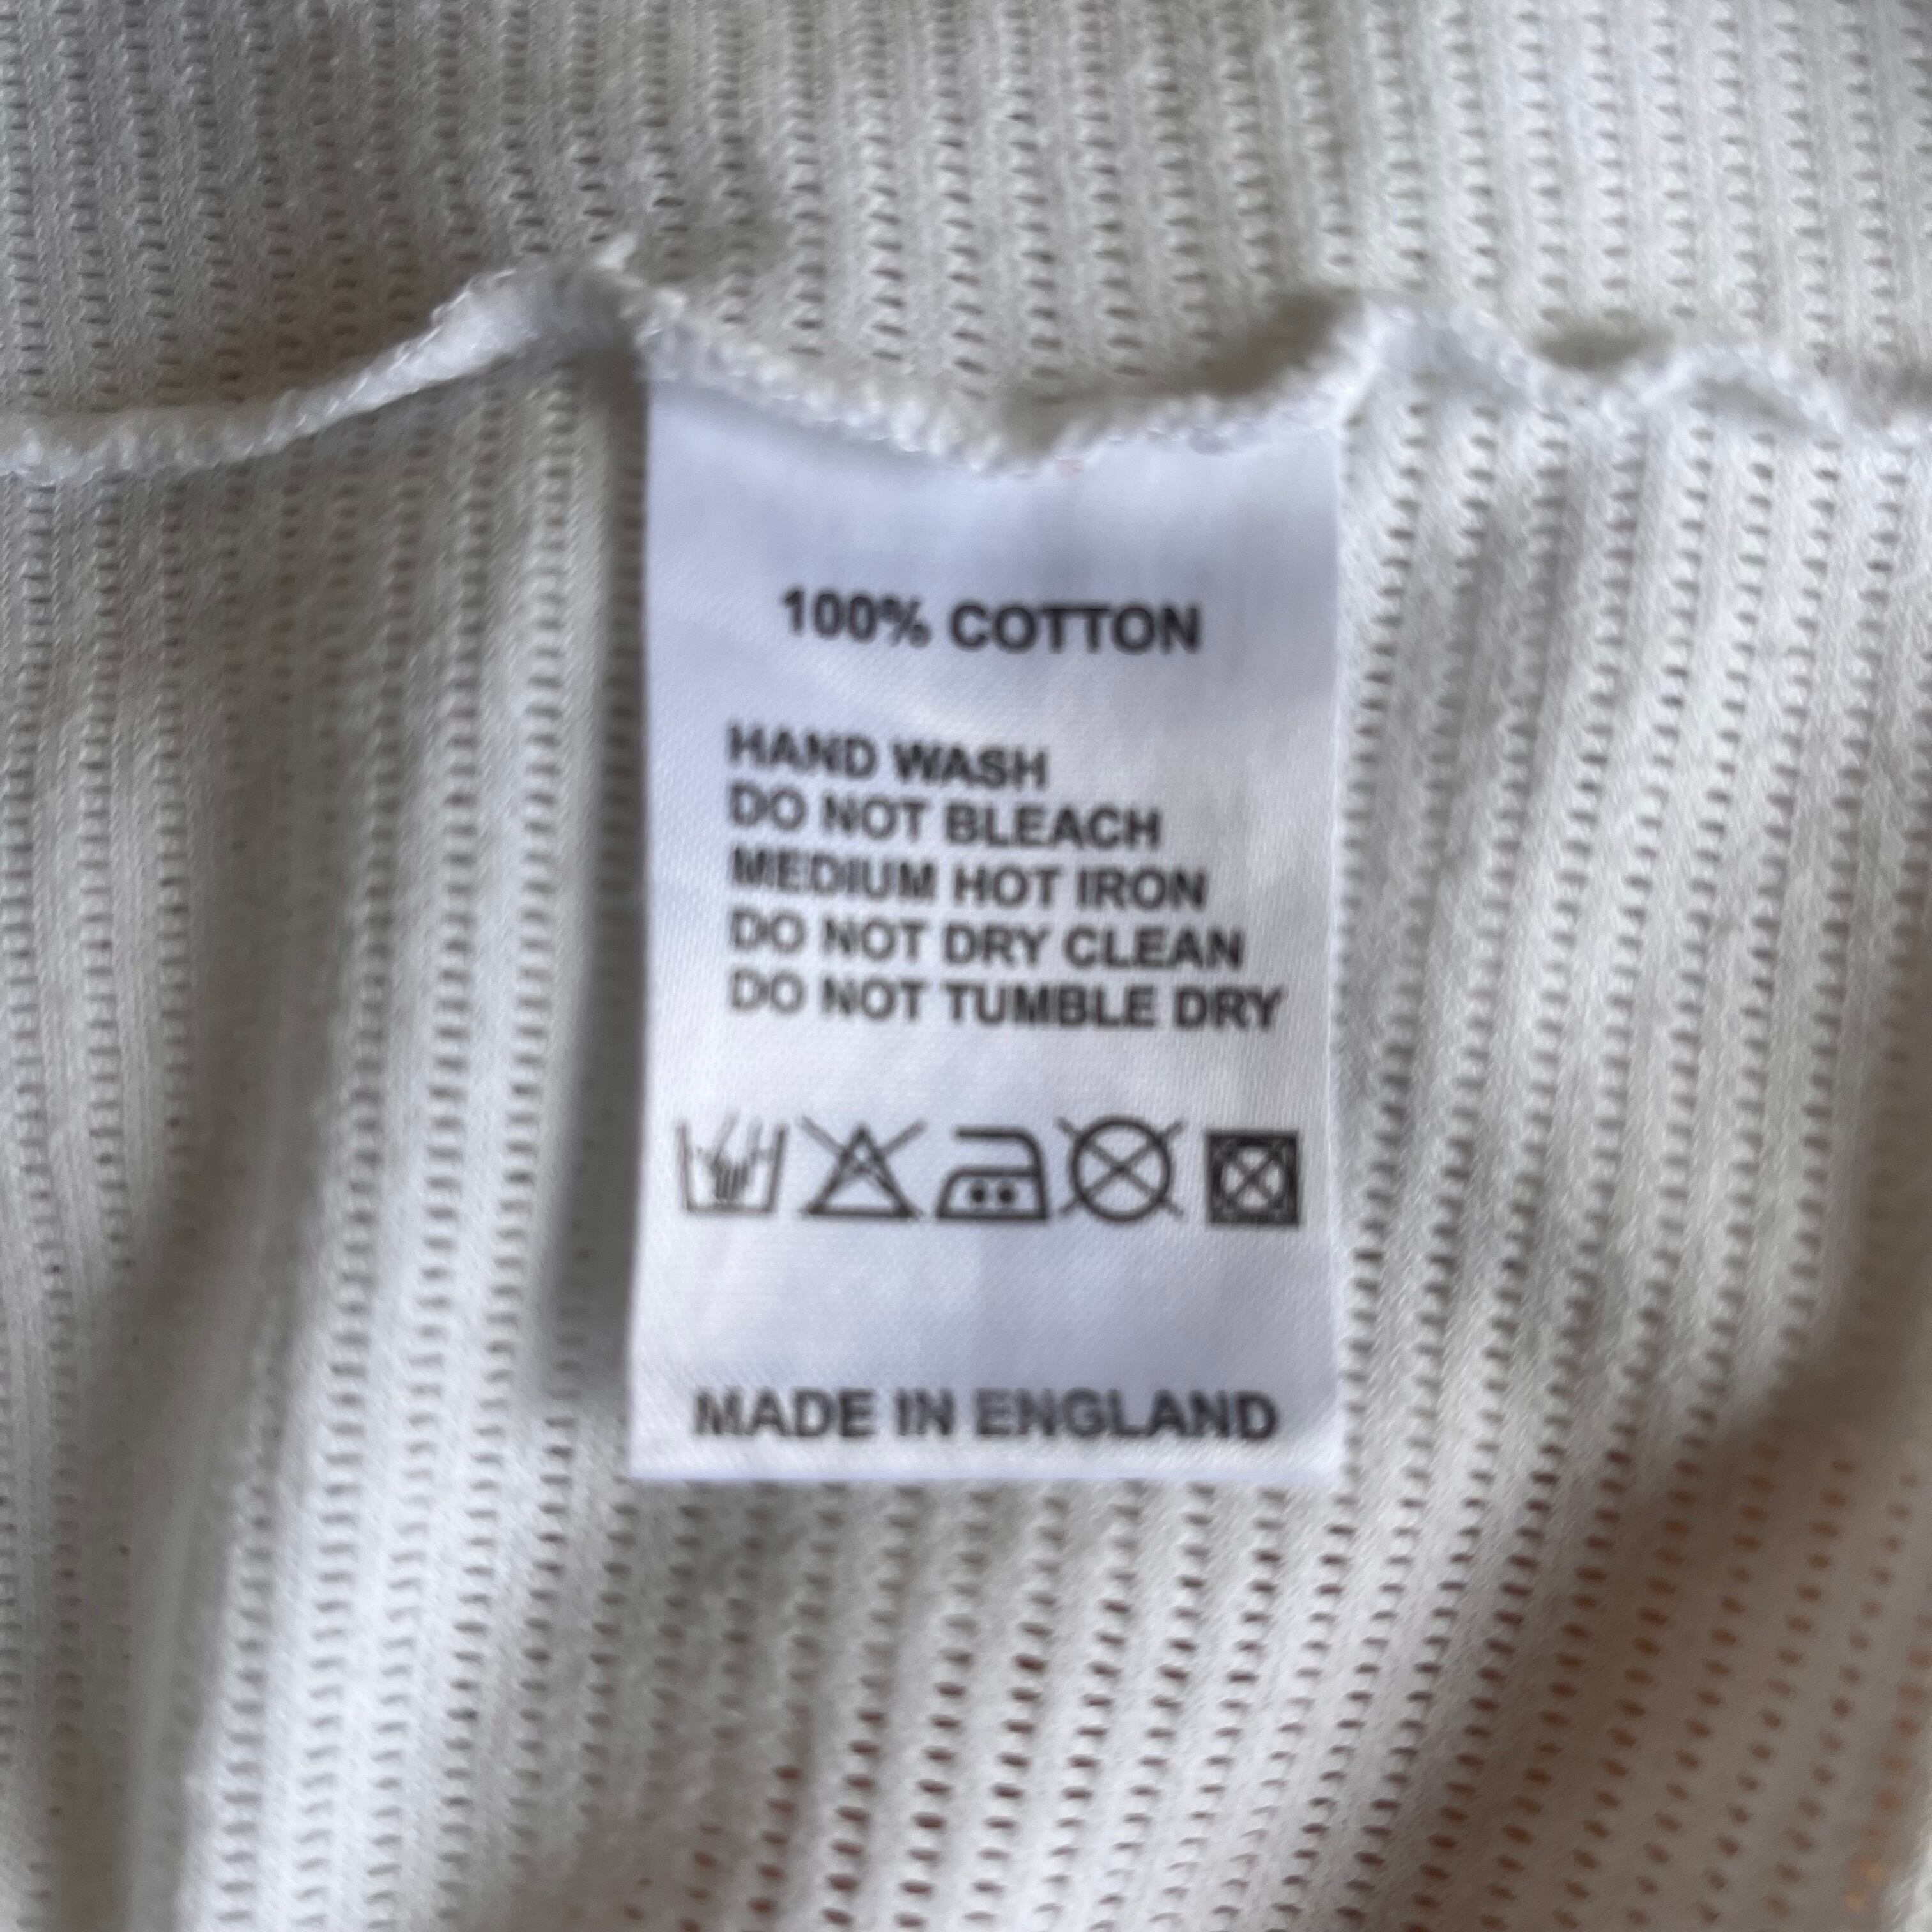 100% COTTON
HAND WASH
DO NOT BLEACH
MEDIUM HOT IRON
DO NOT DRY CLEAN
DO NOT TUMBLE DRY
MADE IN ENGLAND